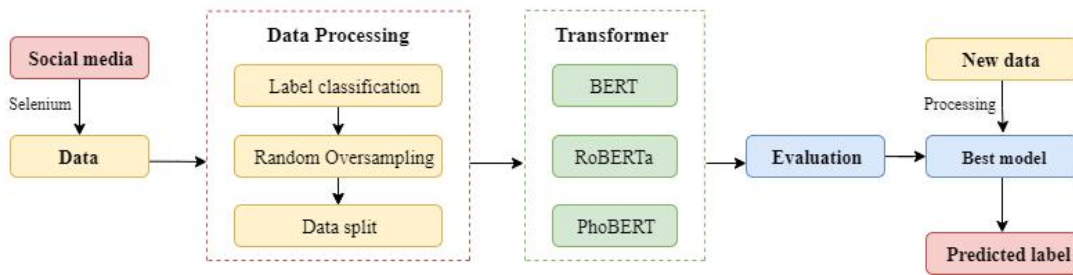 Social media
Selenium
Data
Data Processing
Label classification
Random Oversampling
Data split
Transformer
BERT
RoBERTa
PhoBERT
Evaluation
New data
Processing
Best model
Predicted label